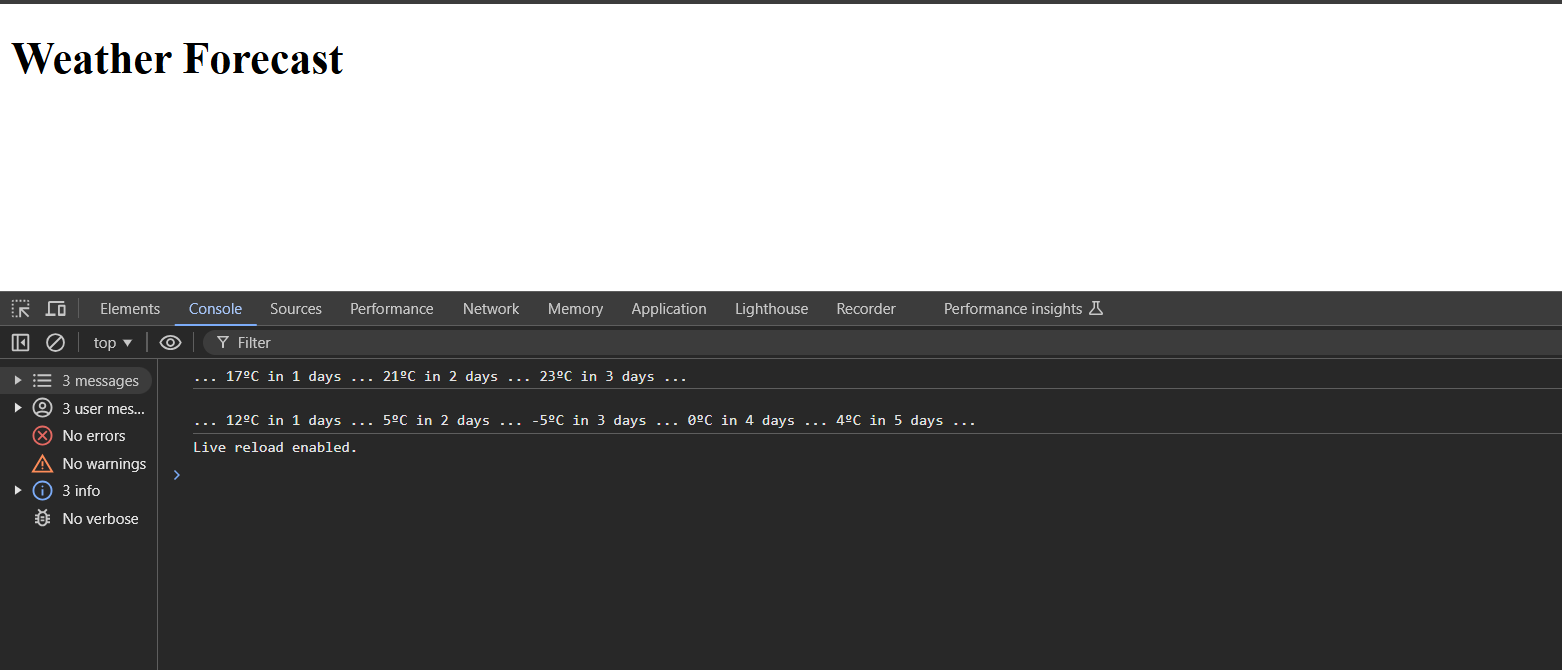 Weather Forecast
Elements Console Sources Performance Network Memory Application Lighthouse Recorder Performance insights
top Filter
3 messages
3 user mes...
No errors
No warnings
3 info
No verbose
... 17ºC in 1 days ... 21ºC in 2 days ... 23ºC in 3 days ...
... 12ºC in 1 days ... 5ºC in 2 days ... -5ºC in 3 days ... 0ºC in 4 days ... 4ºC in 5 days ...
Live reload enabled.